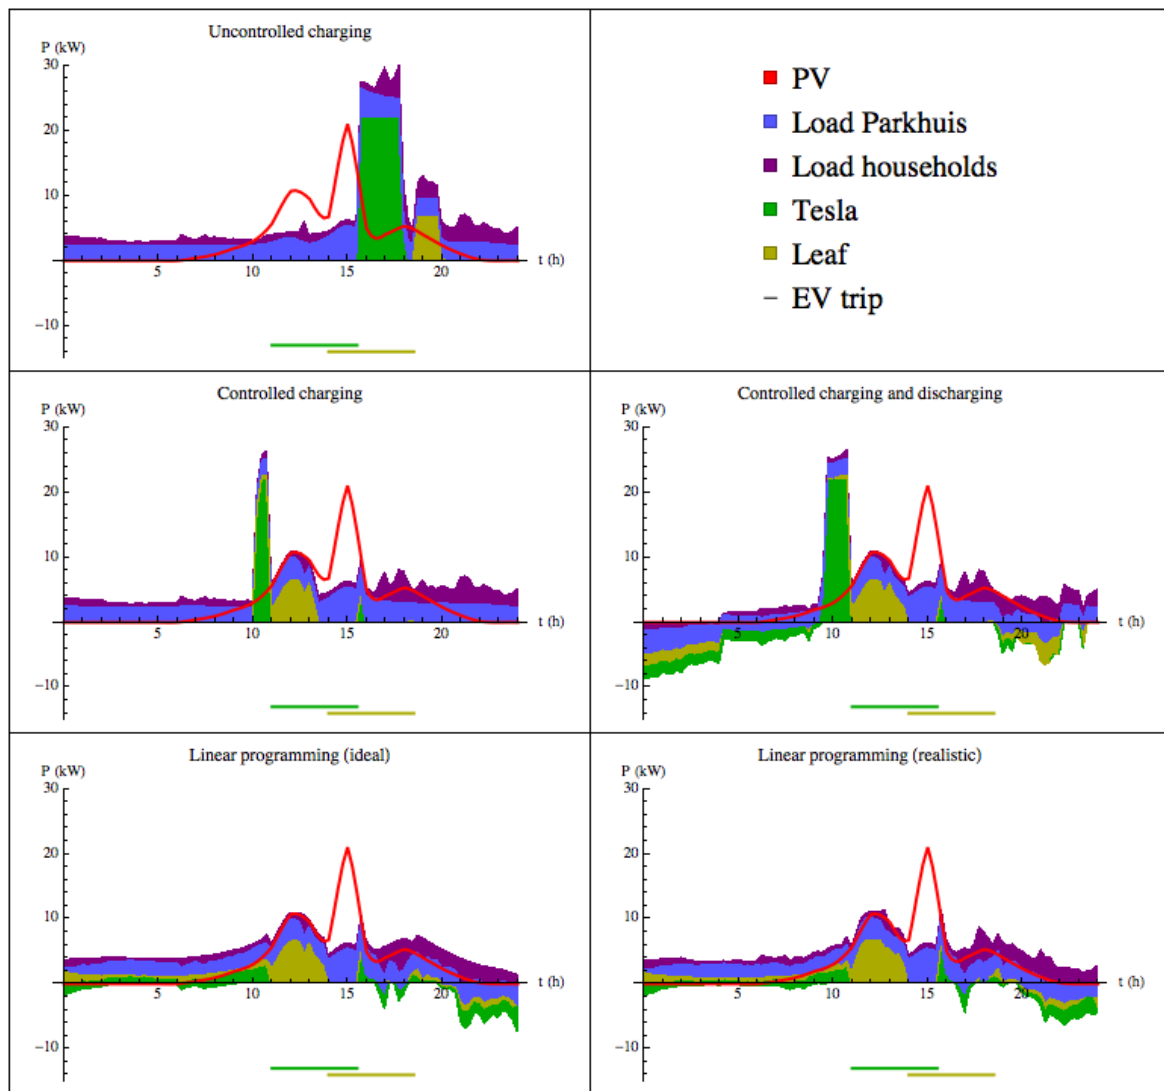 Uncontrolled charging
P (kW)
30
20
10
−10
5
10
15
20
t (h)
PV
Load Parkhuis
Load households
Tesla
Leaf
– EV trip
Controlled charging
P (kW)
30
20
10
−10
5
10
15
20
t (h)
Controlled charging and discharging
P (kW)
30
20
10
−10
5
10
15
20
t (h)
Linear programming (ideal)
P (kW)
30
20
10
−10
5
10
15
20
t (h)
Linear programming (realistic)
P (kW)
30
20
10
−10
5
10
15
20
t (h)